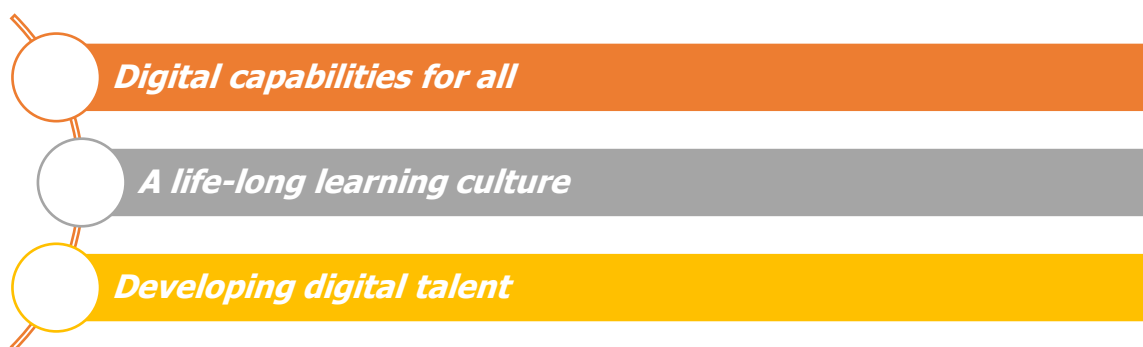 Digital capabilities for all
A life-long learning culture
Developing digital talent